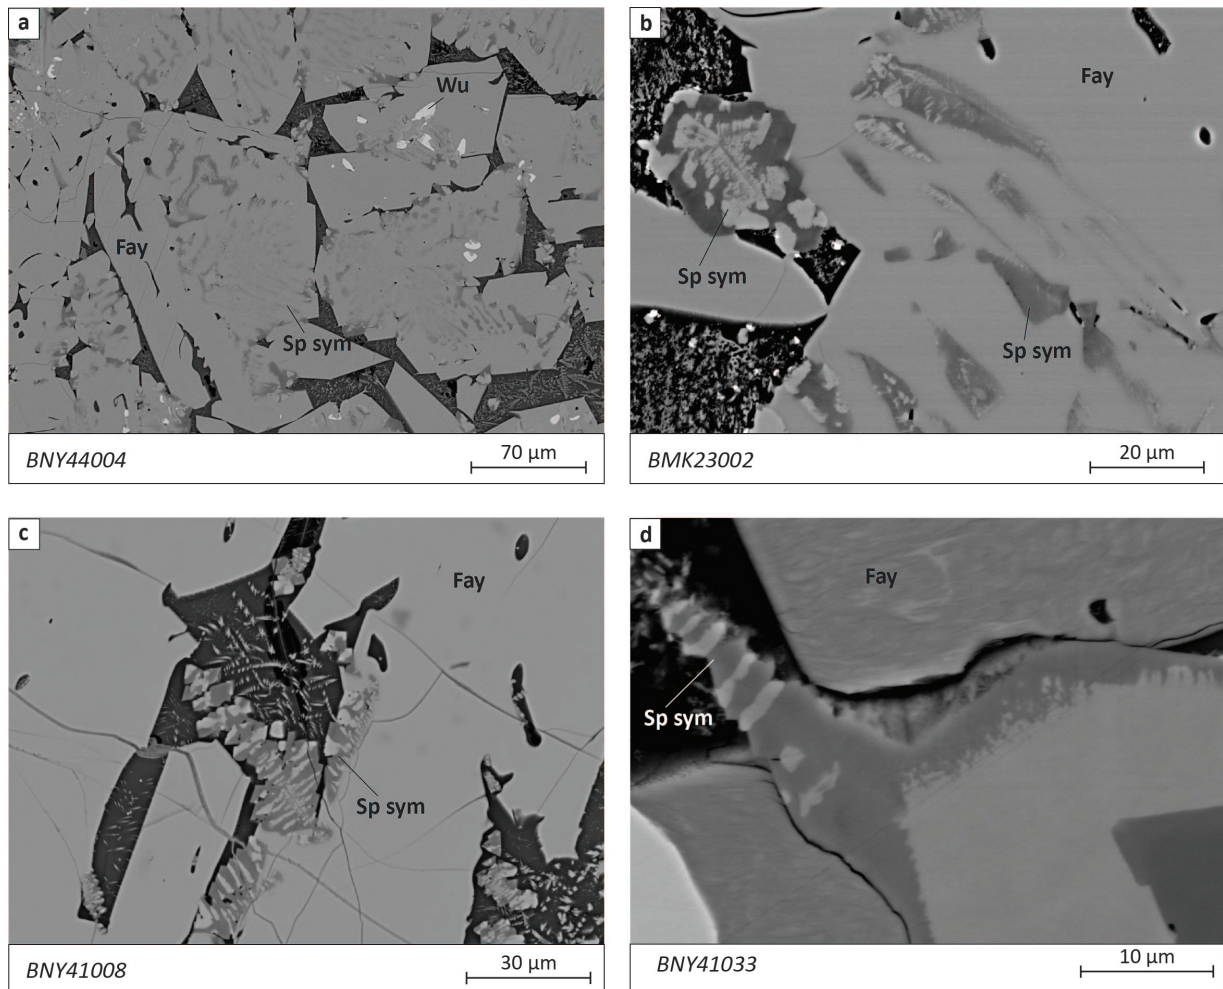 a
Wu
Fay
Sp sym
BNY44004
70 µm
b
Fay
Sp sym
Sp sym
BMK23002
20 µm
c
Fay
Sp sym
BNY41008
30 µm
d
Fay
Sp sym
BNY41033
10 µm